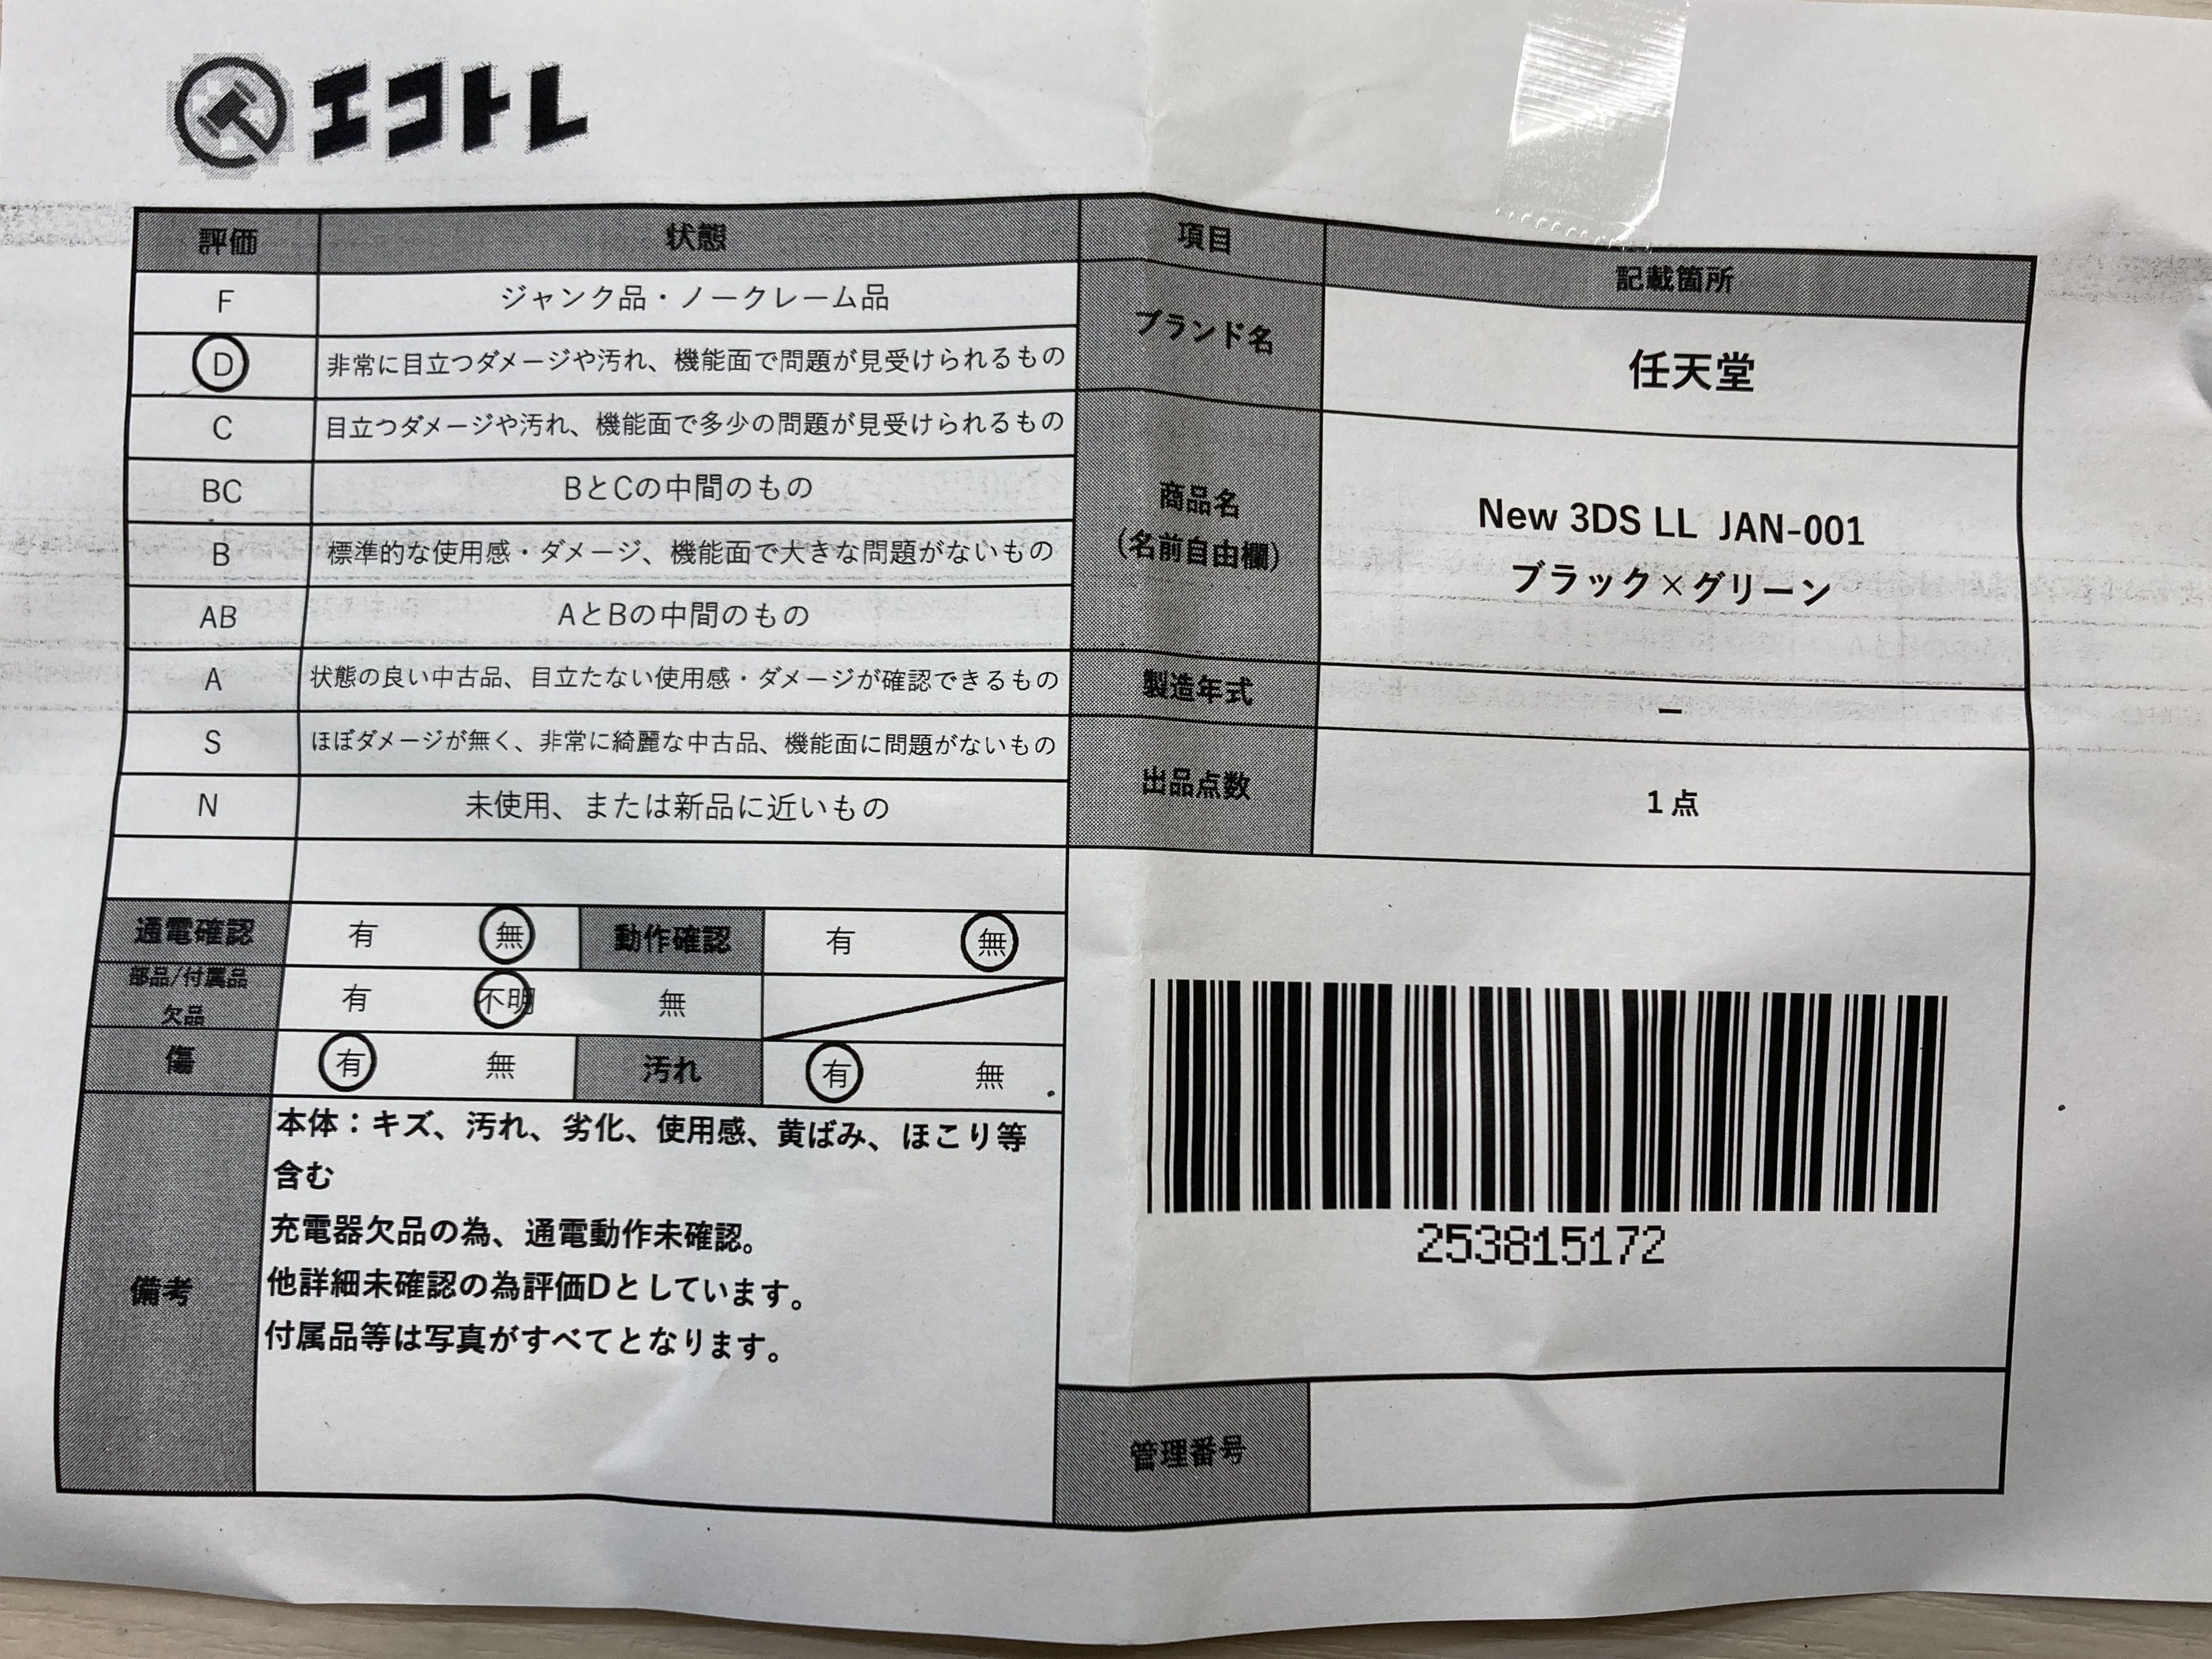 エコトレ
評価 状態
F ジャンク品・ノークレーム品
D 非常に目立つダメージや汚れ、機能面で問題が見受けられるもの
C 目立つダメージや汚れ、機能面で多少の問題が見受けられるもの
BC BとCの中間のもの
B 標準的な使用感・ダメージ、機能面で大きな問題がないもの
AB AとBの中間のもの
A 状態の良い中古品、目立たない使用感・ダメージが確認できるもの
S ほぼダメージが無く、非常に綺麗な中古品、機能面に問題がないもの
N 未使用、または新品に近いもの
通電確認 有 無 動作確認 有 無
部品/付属品
欠品
有 不明 無
傷 有 無 汚れ 有 無
備考
本体：キズ、汚れ、劣化、使用感、黄ばみ、ほこり等
含む
充電器欠品の為、通電動作未確認。
他詳細未確認の為評価Dとしています。
付属品等は写真がすべてとなります。
項目 記載箇所
ブランド名 任天堂
商品名
（名前自由欄）
New 3DS LL JAN-001
ブラック×グリーン
製造年式 ー
出品点数 1点
253815172
管理番号